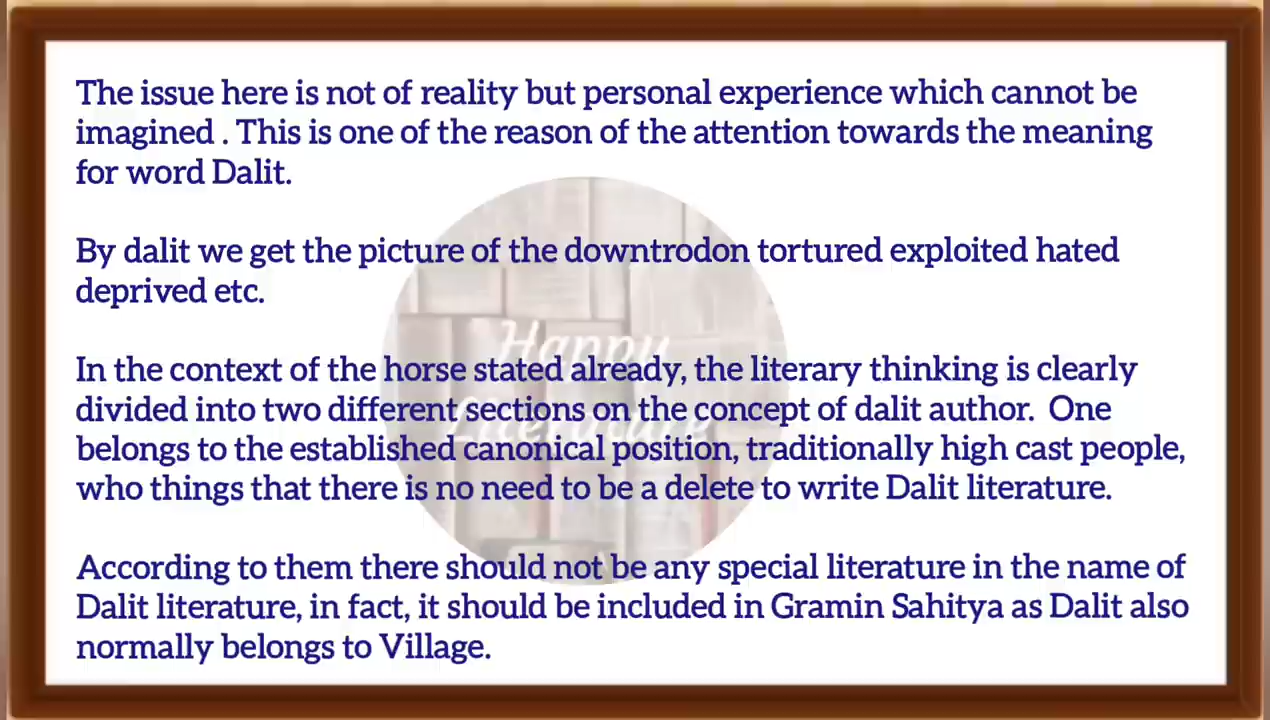 The issue here is not of reality but personal experience which cannot be
imagined . This is one of the reason of the attention towards the meaning
for word Dalit.
By dalit we get the picture of the downtrodon tortured exploited hated
deprived etc.
In the context of the horse stated already, the literary thinking is clearly
divided into two different sections on the concept of dalit author. One
belongs to the established canonical position, traditionally high cast people,
who things that there is no need to be a delete to write Dalit literature.
According to them there should not be any special literature in the name of
Dalit literature, in fact, it should be included in Gramin Sahitya as Dalit also
normally belongs to Village.
Happy
Literature